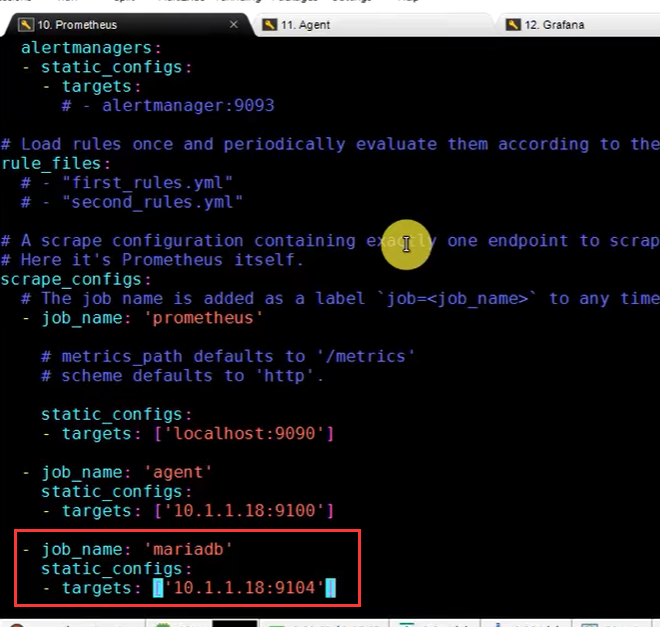 10. Prometheus
11. Agent
12. Grafana
alertmanagers:
- static_configs:
- targets:
# - alertmanager:9093
# Load rules once and periodically evaluate them according to the
rule_files:
# - "first_rules.yml"
# - "second_rules.yml"
# A scrape configuration containing exactly one endpoint to scrap
# Here it's Prometheus itself.
scrape_configs:
# The job name is added as a label `job=<job_name>` to any time
- job_name: 'prometheus'
# metrics_path defaults to '/metrics'
# scheme defaults to 'http'.
static_configs:
- targets: ['localhost:9090']
- job_name: 'agent'
static_configs:
- targets: ['10.1.1.18:9100']
- job_name: 'mariadb'
static_configs:
- targets: ['10.1.1.18:9104']